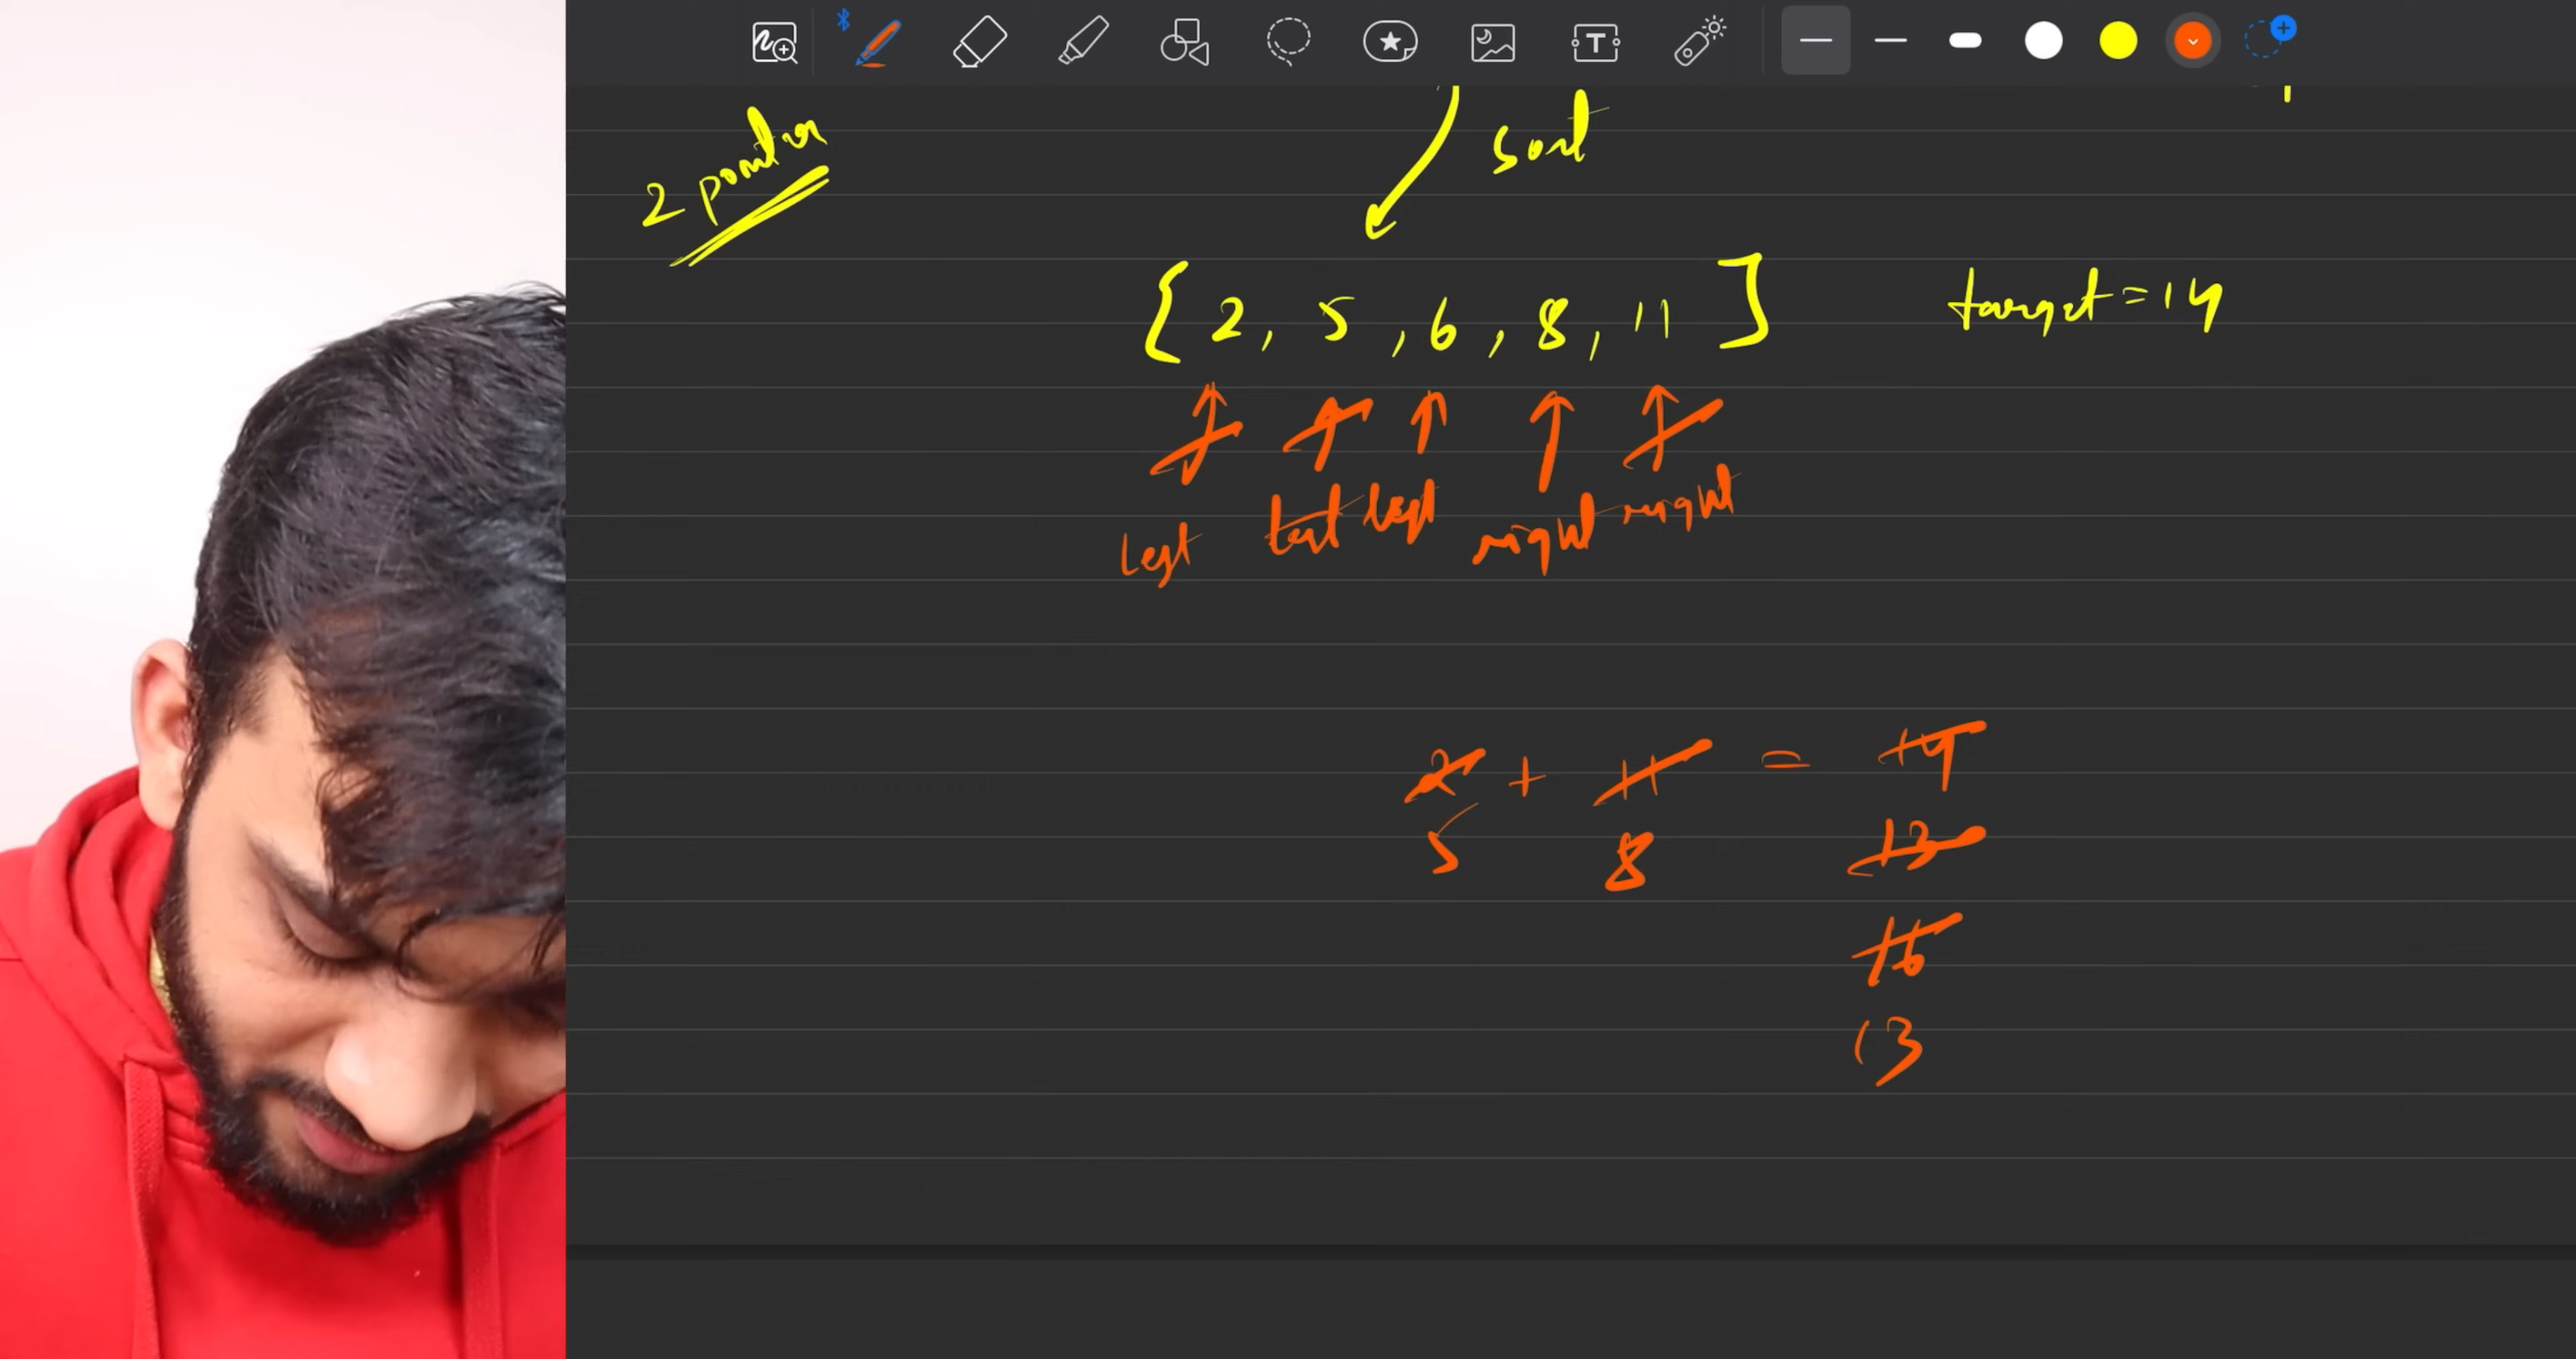 sort
2 pointer
{ 2, 5, 6, 8, 11 ]
target = 14
left left left right right
2 + 11 = 14
5 8 13
16
13